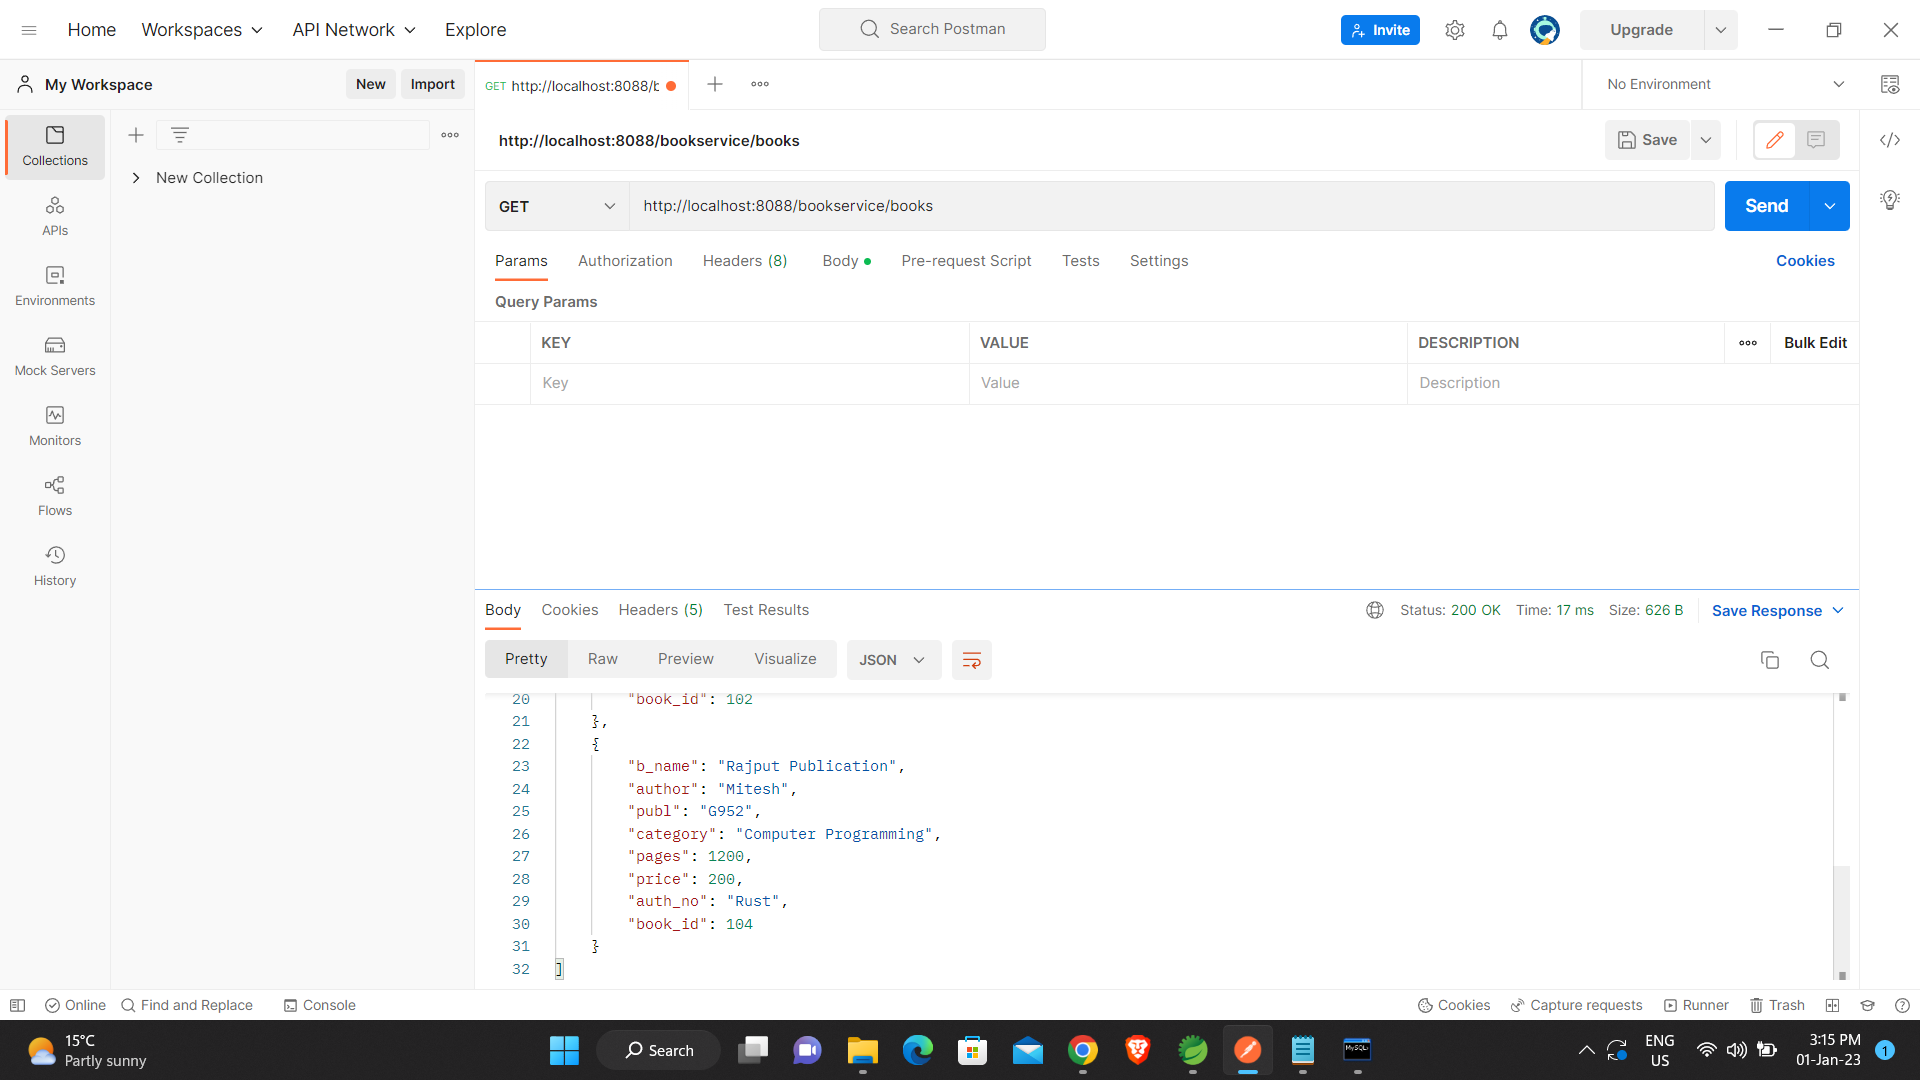 Home
Workspaces
API Network
Explore
Search Postman
Invite
Upgrade
My Workspace
New
Import
GET http://localhost:8088/b
No Environment
Collections
New Collection
APIs
Environments
Mock Servers
Monitors
Flows
History
http://localhost:8088/bookservice/books
Save
GET
http://localhost:8088/bookservice/books
Send
Params
Authorization
Headers (8)
Body
Pre-request Script
Tests
Settings
Cookies
Query Params
KEY
VALUE
DESCRIPTION
Bulk Edit
Key
Value
Description
Body
Cookies
Headers (5)
Test Results
Status: 200 OK
Time: 17 ms
Size: 626 B
Save Response
Pretty
Raw
Preview
Visualize
JSON
20 "book_id": 102
21 },
22 {
23 "b_name": "Rajput Publication",
24 "author": "Mitesh",
25 "publ": "G952",
26 "category": "Computer Programming",
27 "pages": 1200,
28 "price": 200,
29 "auth_no": "Rust",
30 "book_id": 104
31 }
32 ]
Online
Find and Replace
Console
Cookies
Capture requests
Runner
Trash
15°C
Partly sunny
Search
MySQL
ENG
US
3:15 PM
01-Jan-23
1